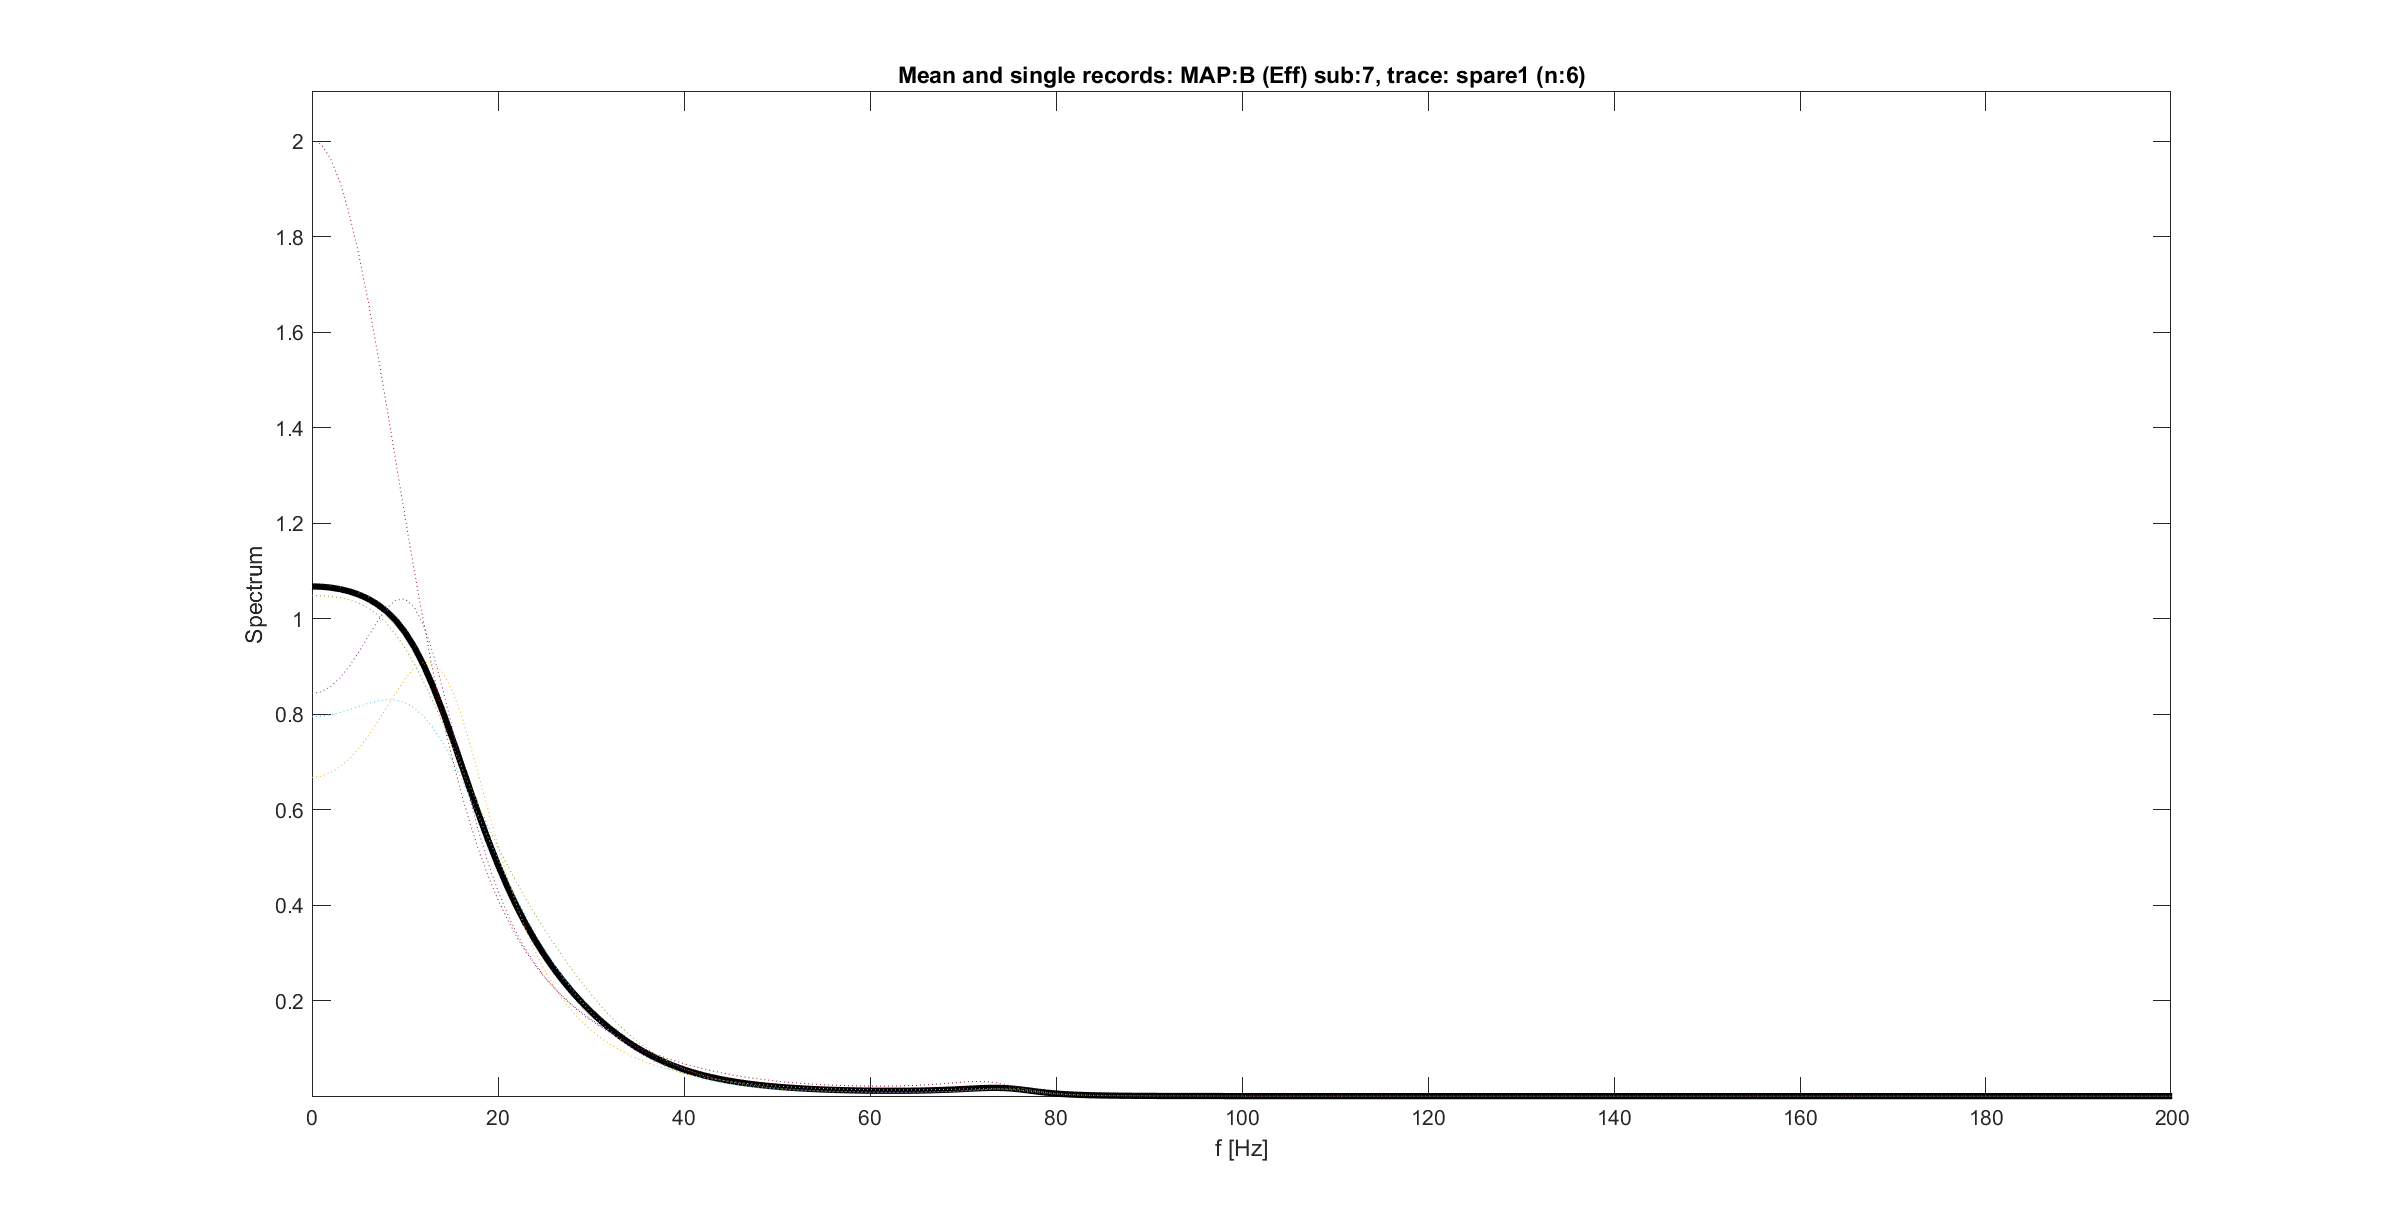 Mean and single records: MAP:B (Eff) sub:7, trace: spare1 (n:6)
2
1.8
1.6
1.4
1.2
1
0.8
0.6
0.4
0.2
Spectrum
0 20 40 60 80 100 120 140 160 180 200
f [Hz]